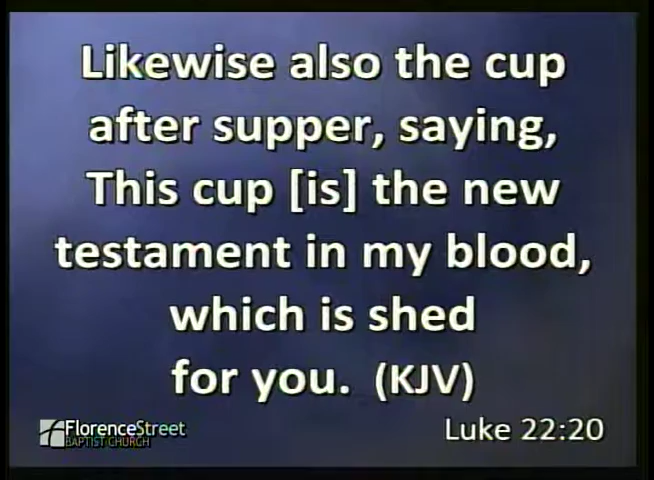 Likewise also the cup
after supper, saying,
This cup [is] the new
testament in my blood,
which is shed
for you. (KJV)
FlorenceStreet
BAPTIST CHURCH
Luke 22:20